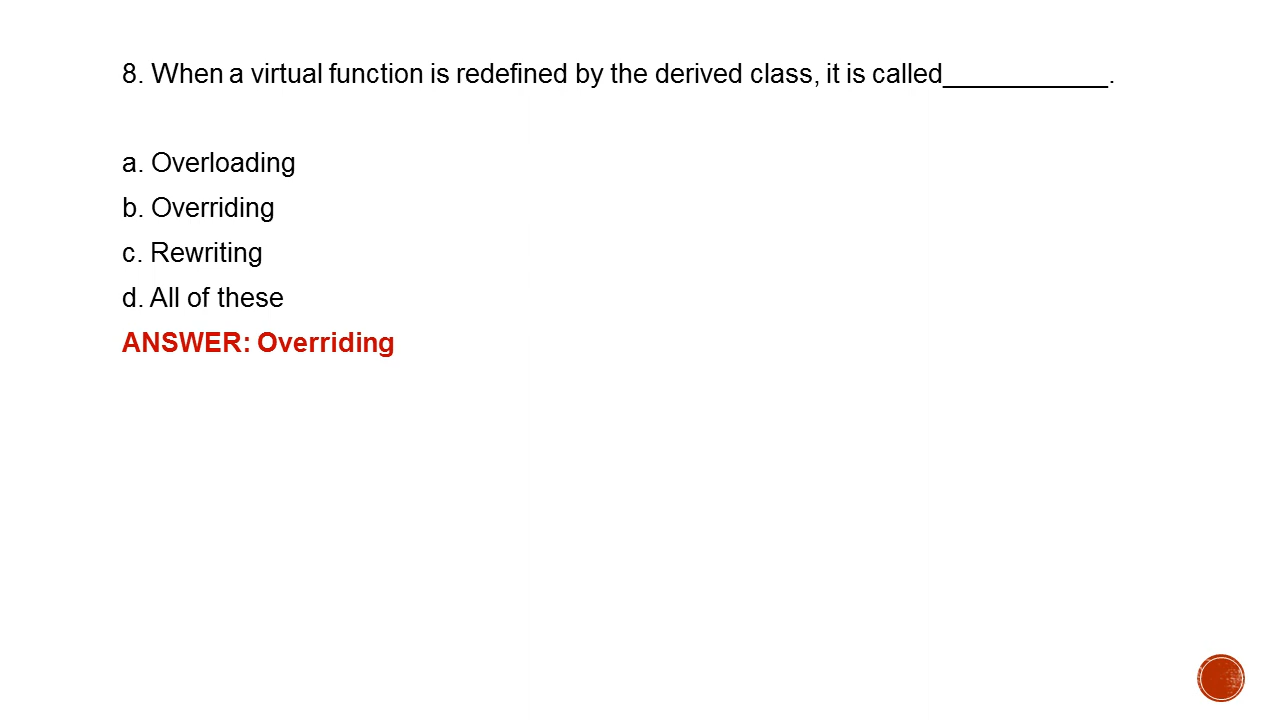 8. When a virtual function is redefined by the derived class, it is called___________.
a. Overloading
b. Overriding
c. Rewriting
d. All of these
ANSWER: Overriding